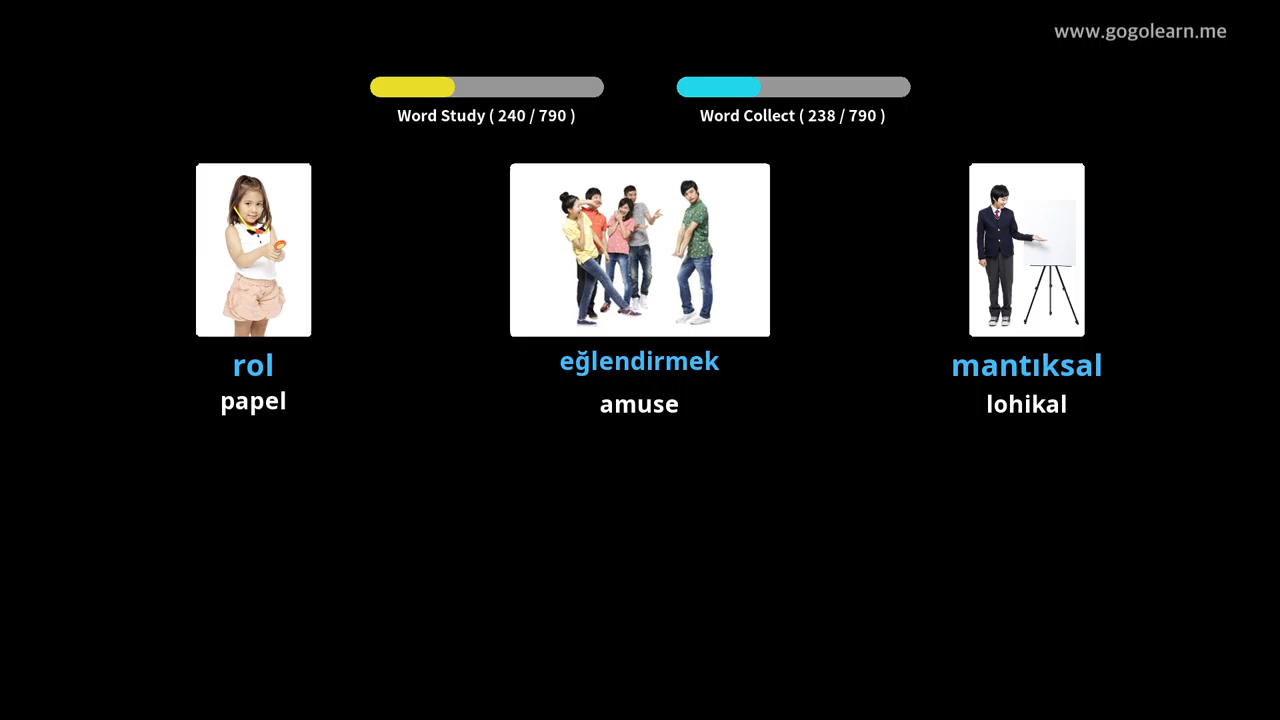 www.gogolearn.me
Word Study ( 240 / 790 )
Word Collect ( 238 / 790 )
rol
papel
eğlendirmek
amuse
mantıksal
lohikal